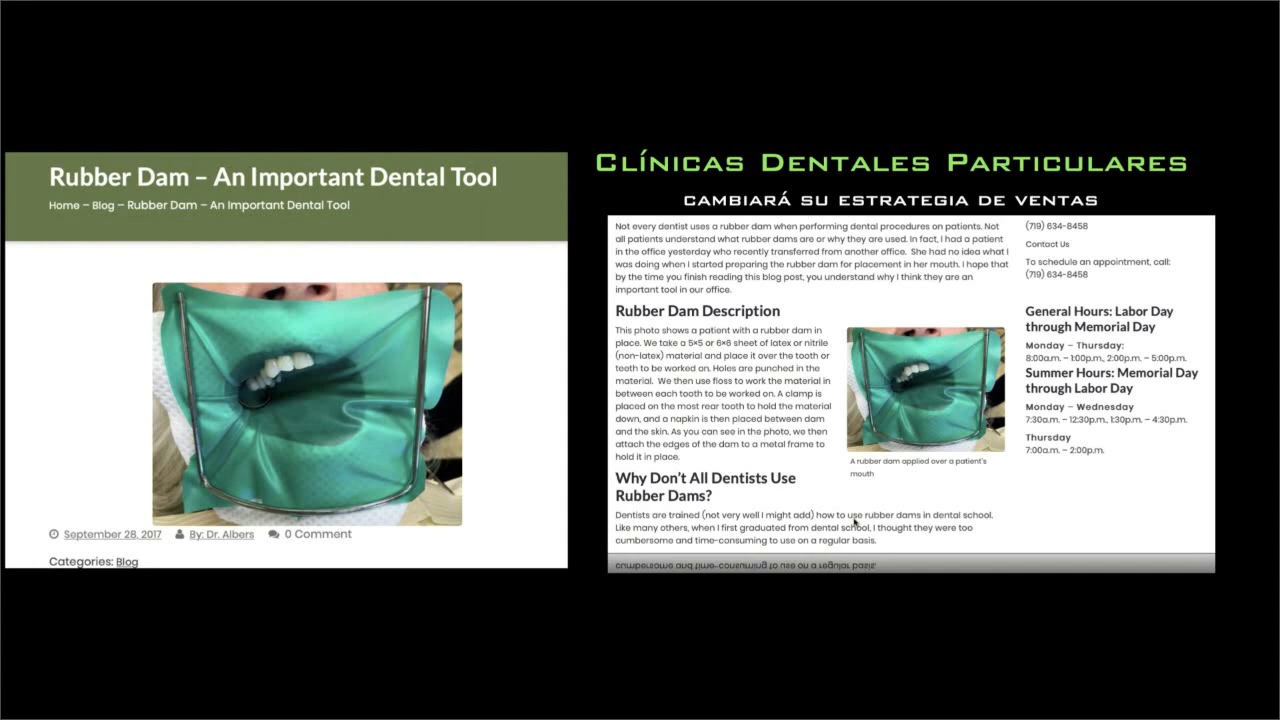 Rubber Dam – An Important Dental Tool
Home – Blog – Rubber Dam – An Important Dental Tool
September 28, 2017 By: Dr. Albers 0 Comment
Categories: Blog
CLÍNICAS DENTALES PARTICULARES
CAMBIARÁ SU ESTRATEGIA DE VENTAS
Not every dentist uses a rubber dam when performing dental procedures on patients. Not
all patients understand what rubber dams are or why they are used. In fact, I had a patient
in the office yesterday who recently transferred from another office. She had no idea what I
was doing when I started preparing the rubber dam for placement in her mouth. I hope that
by the time you finish reading this blog post, you understand why I think they are an
important tool in our office.
Rubber Dam Description
This photo shows a patient with a rubber dam in
place. We take a 5×5 or 6×6 sheet of latex or nitrile
(non-latex) material and place it over the tooth or
teeth to be worked on. Holes are punched in the
material. We then use floss to work the material in
between each tooth to be worked on. A clamp is
placed on the most rear tooth to hold the material
down, and a napkin is then placed between dam
and the skin. As you can see in the photo, we then
attach the edges of the dam to a metal frame to
hold it in place.
A rubber dam applied over a patient's
mouth
Why Don't All Dentists Use
Rubber Dams?
Dentists are trained (not very well I might add) how to use rubber dams in dental school.
Like many others, when I first graduated from dental school, I thought they were too
cumbersome and time-consuming to use on a regular basis.
cumbersome and time-consuming to use on a regular basis.
(719) 634-8458
Contact Us
To schedule an appointment, call:
(719) 634-8458
General Hours: Labor Day
through Memorial Day
Monday – Thursday:
8:00a.m. – 1:00p.m., 2:00p.m. – 5:00p.m.
Summer Hours: Memorial Day
through Labor Day
Monday – Wednesday
7:30a.m. – 12:30p.m., 1:30p.m. – 4:30p.m.
Thursday
7:00a.m. – 2:00p.m.